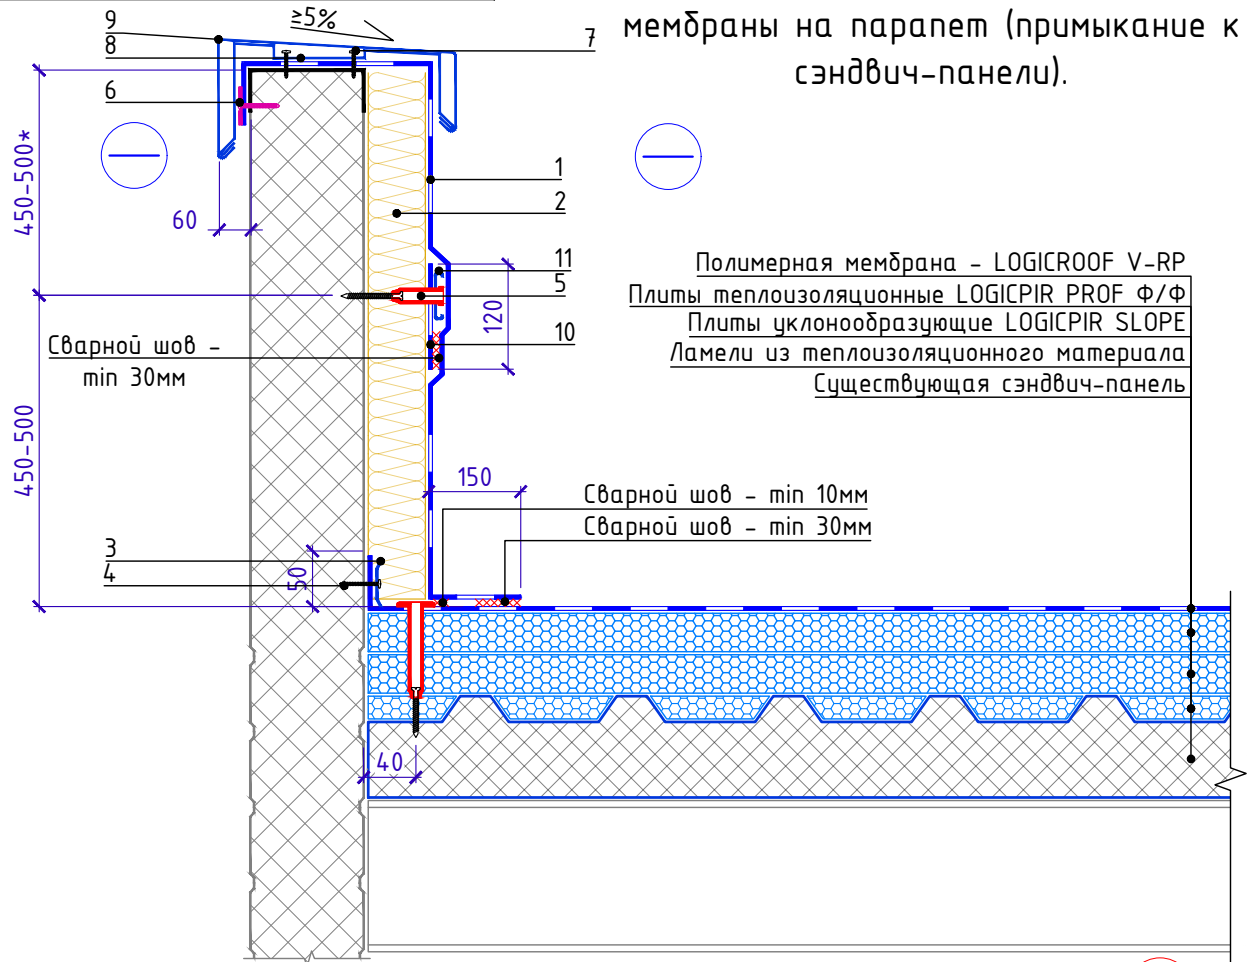 мембраны на парапет (примыкание к
сэндвич-панели).
9
≥5%
7
8
6
450-500*
60
1
2
11
5
120
10
Сварной шов -
min 30мм
Полимерная мембрана - LOGICROOF V-RP
Плиты теплоизоляционные LOGICPIR PROF Ф/Ф
Плиты уклонообразующие LOGICPIR SLOPE
Ламели из теплоизоляционного материала
Существующая сэндвич-панель
450-500
150
Сварной шов - min 10мм
Сварной шов - min 30мм
3
4
50
40